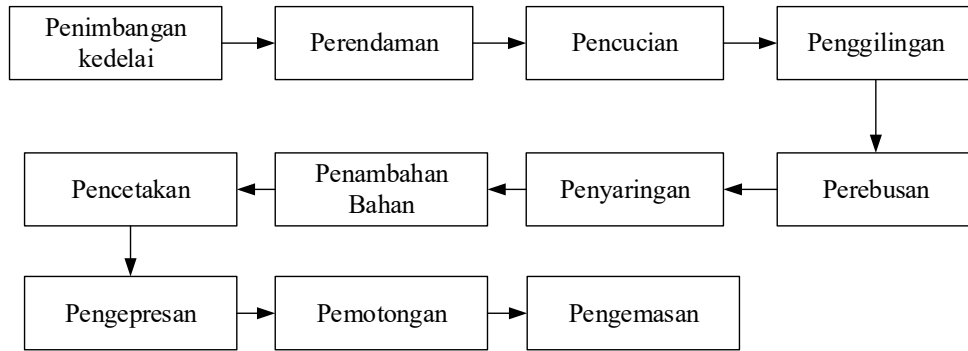 Penimbangan
kedelai
Perendaman
Pencucian
Penggilingan
Perebusan
Penyaringan
Penambahan
Bahan
Pencetakan
Pengepresan
Pemotongan
Pengemasan